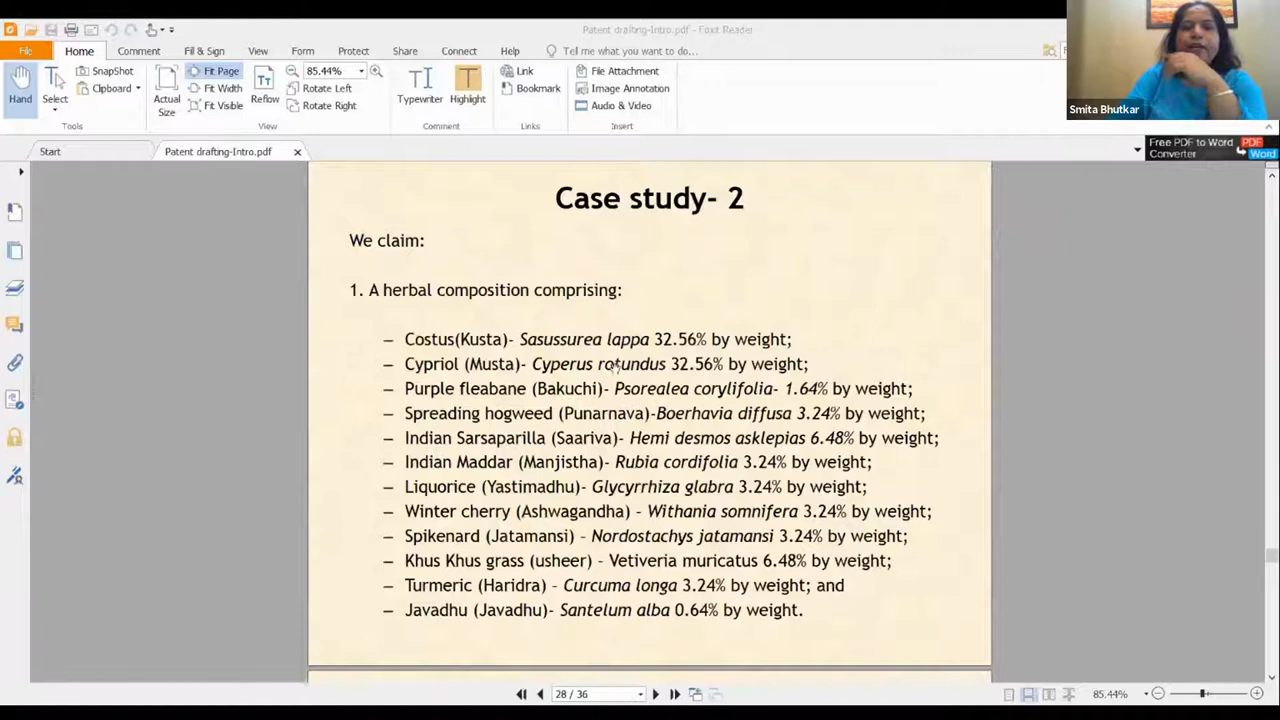 Patent drafting-Intro.pdf - Foxit Reader
File Home Comment Fill & Sign View Form Protect Share Connect Help Tell me what you want to do...
Hand
Select
SnapShot
Clipboard
Tools
Actual Size
Fit Page
Fit Width
Fit Visible
Reflow
85.44%
Rotate Left
Rotate Right
View
Typewriter
Highlight
Comment
Link
Bookmark
Links
File Attachment
Image Annotation
Audio & Video
Insert
Smita Bhutkar
Start
Patent drafting-Intro.pdf
Free PDF to Word
Converter
PDF
Word
Case study- 2
We claim:
1. A herbal composition comprising:
– Costus(Kusta)- Sasussurea lappa 32.56% by weight;
– Cypriol (Musta)- Cyperus rotundus 32.56% by weight;
– Purple fleabane (Bakuchi)- Psorealea corylifolia- 1.64% by weight;
– Spreading hogweed (Punarnava)-Boerhavia diffusa 3.24% by weight;
– Indian Sarsaparilla (Saariva)- Hemi desmos asklepias 6.48% by weight;
– Indian Maddar (Manjistha)- Rubia cordifolia 3.24% by weight;
– Liquorice (Yastimadhu)- Glycyrrhiza glabra 3.24% by weight;
– Winter cherry (Ashwagandha) - Withania somnifera 3.24% by weight;
– Spikenard (Jatamansi) - Nordostachys jatamansi 3.24% by weight;
– Khus Khus grass (usheer) - Vetiveria muricatus 6.48% by weight;
– Turmeric (Haridra) - Curcuma longa 3.24% by weight; and
– Javadhu (Javadhu)- Santelum alba 0.64% by weight.
28 / 36
85.44%